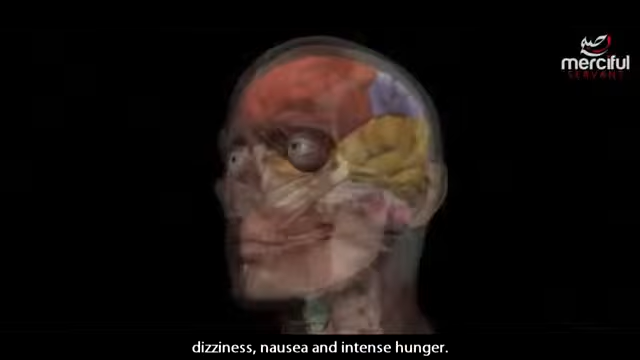 merciful
SERVANT
dizziness, nausea and intense hunger.